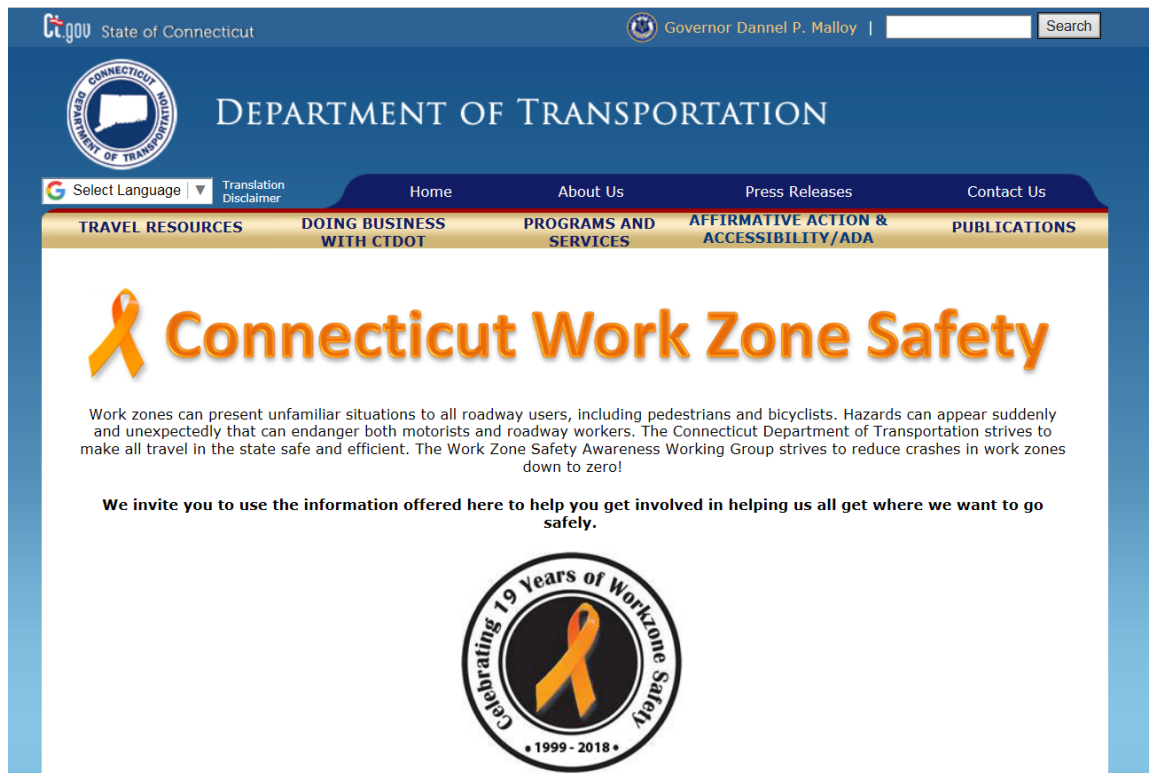 Ct.gov State of Connecticut
Governor Dannel P. Malloy |
Search
CONNECTICUT
DEPARTMENT OF TRANSPORTATION
DEPARTMENT OF TRANSPORTATION
Select Language ▼
Translation
Disclaimer
Home
About Us
Press Releases
Contact Us
TRAVEL RESOURCES
DOING BUSINESS
WITH CTDOT
PROGRAMS AND
SERVICES
AFFIRMATIVE ACTION &
ACCESSIBILITY/ADA
PUBLICATIONS
Connecticut Work Zone Safety
Work zones can present unfamiliar situations to all roadway users, including pedestrians and bicyclists. Hazards can appear suddenly
and unexpectedly that can endanger both motorists and roadway workers. The Connecticut Department of Transportation strives to
make all travel in the state safe and efficient. The Work Zone Safety Awareness Working Group strives to reduce crashes in work zones
down to zero!
We invite you to use the information offered here to help you get involved in helping us all get where we want to go
safely.
Celebrating 19 Years of Workzone Safety
• 1999 - 2018 •